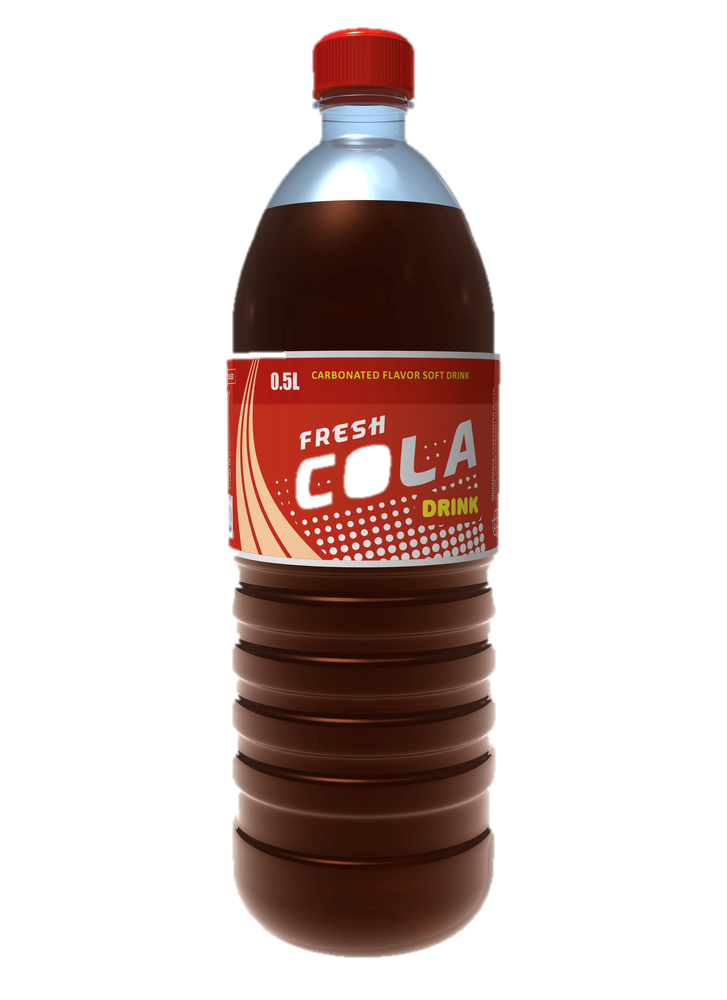 0.5L CARBONATED FLAVOR SOFT DRINK
FRESH
COLA
DRINK